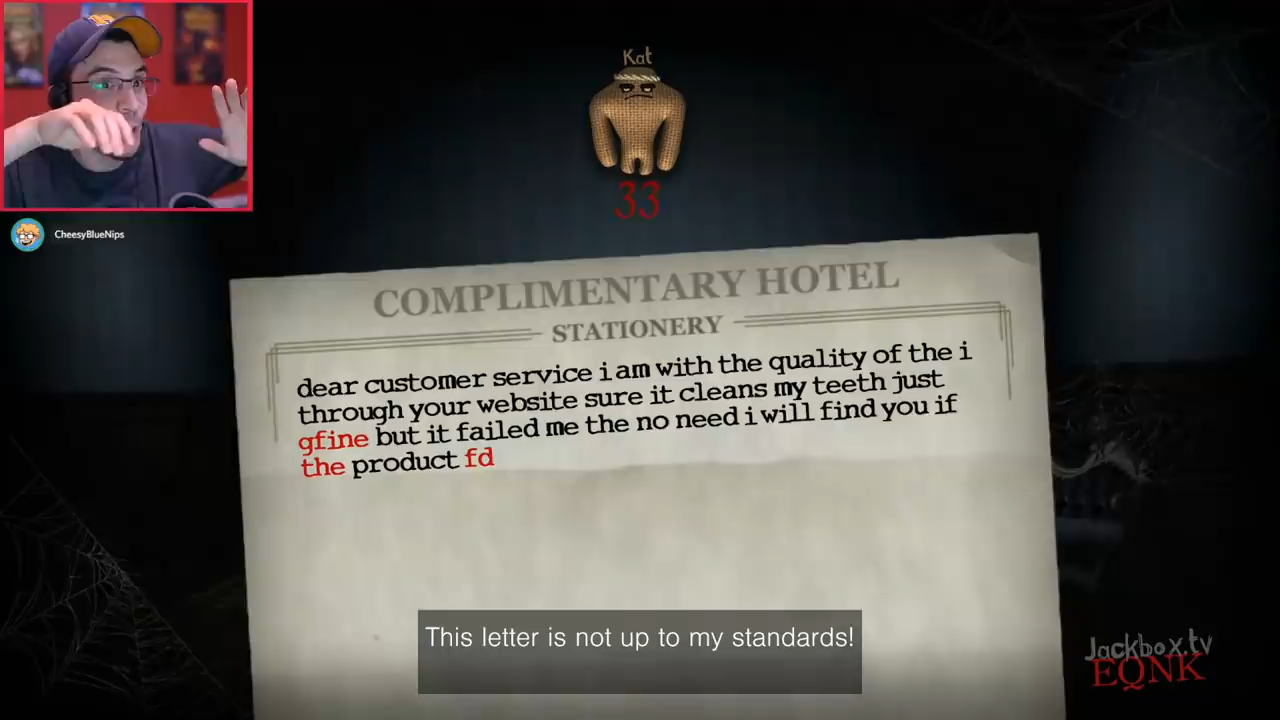 Kat
33
CheesyBlueNips
COMPLIMENTARY HOTEL
STATIONERY
dear customer service i am with the quality of the i
through your website sure it cleans my teeth just
gfine but it failed me the no need i will find you if
the product fd
This letter is not up to my standards!
Jackbox.tv
EQNK